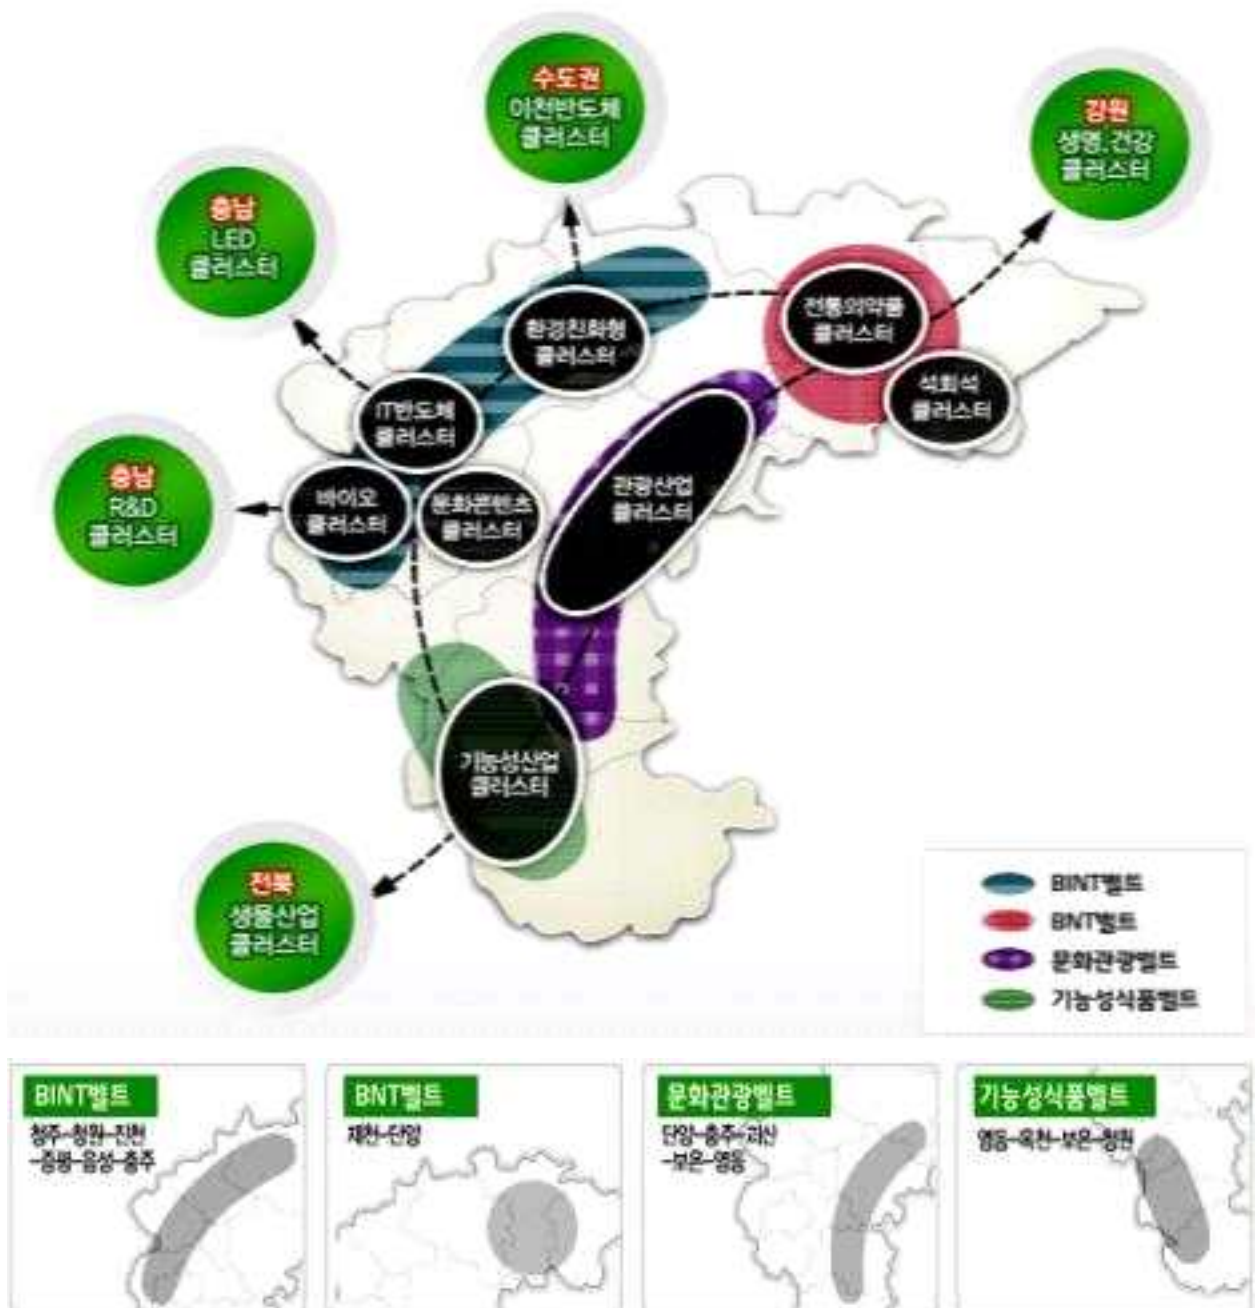 수도권
이천반도체
클러스터
강원
생명.건강
클러스터
충남
LED
클러스터
환경친화형
클러스터
전통의약품
클러스터
IT반도체
클러스터
석회석
클러스터
충남
R&D
클러스터
바이오
클러스터
문화콘텐츠
클러스터
관광산업
클러스터
기능성산업
클러스터
전북
생물산업
클러스터
BINT벨트
BNT벨트
문화관광벨트
기능성식품벨트
BINT벨트
청주-청원-진천
-증평-음성-충주
BNT벨트
제천-단양
문화관광벨트
단양-충주-괴산
-보은-영동
기능성식품벨트
영동-옥천-보은-청원